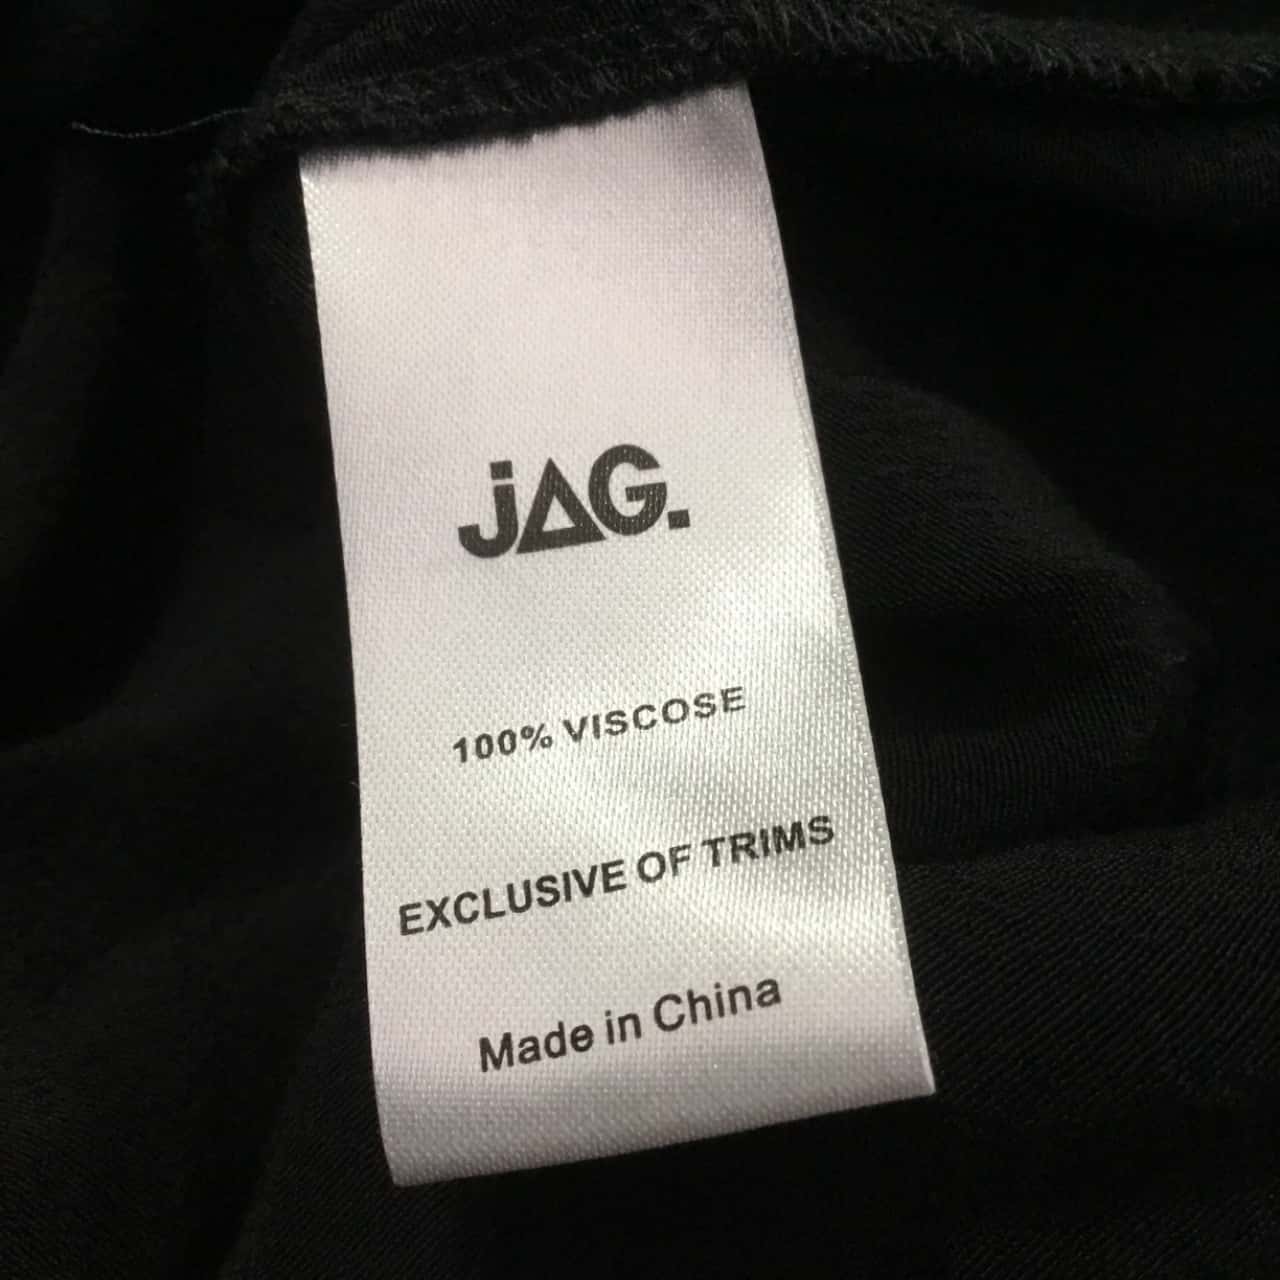 jAG.
100% VISCOSE
EXCLUSIVE OF TRIMS
Made in China